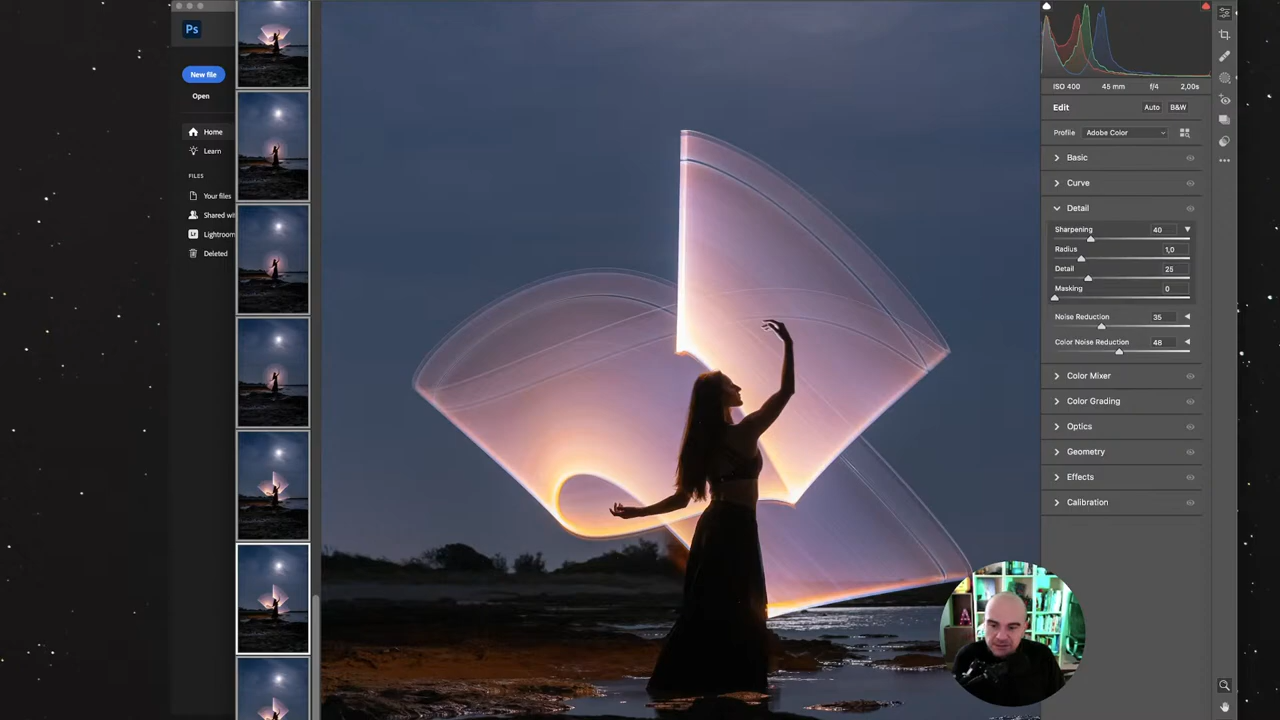 Ps
New file
Open
Home
Learn
FILES
Your files
Shared wi
Lr Lightroom
Deleted
ISO 400 45 mm f/4 2,00s
Edit Auto B&W
Profile Adobe Color
Basic
Curve
Detail
Sharpening 40
Radius 1,0
Detail 25
Masking 0
Noise Reduction 35
Color Noise Reduction 48
Color Mixer
Color Grading
Optics
Geometry
Effects
Calibration